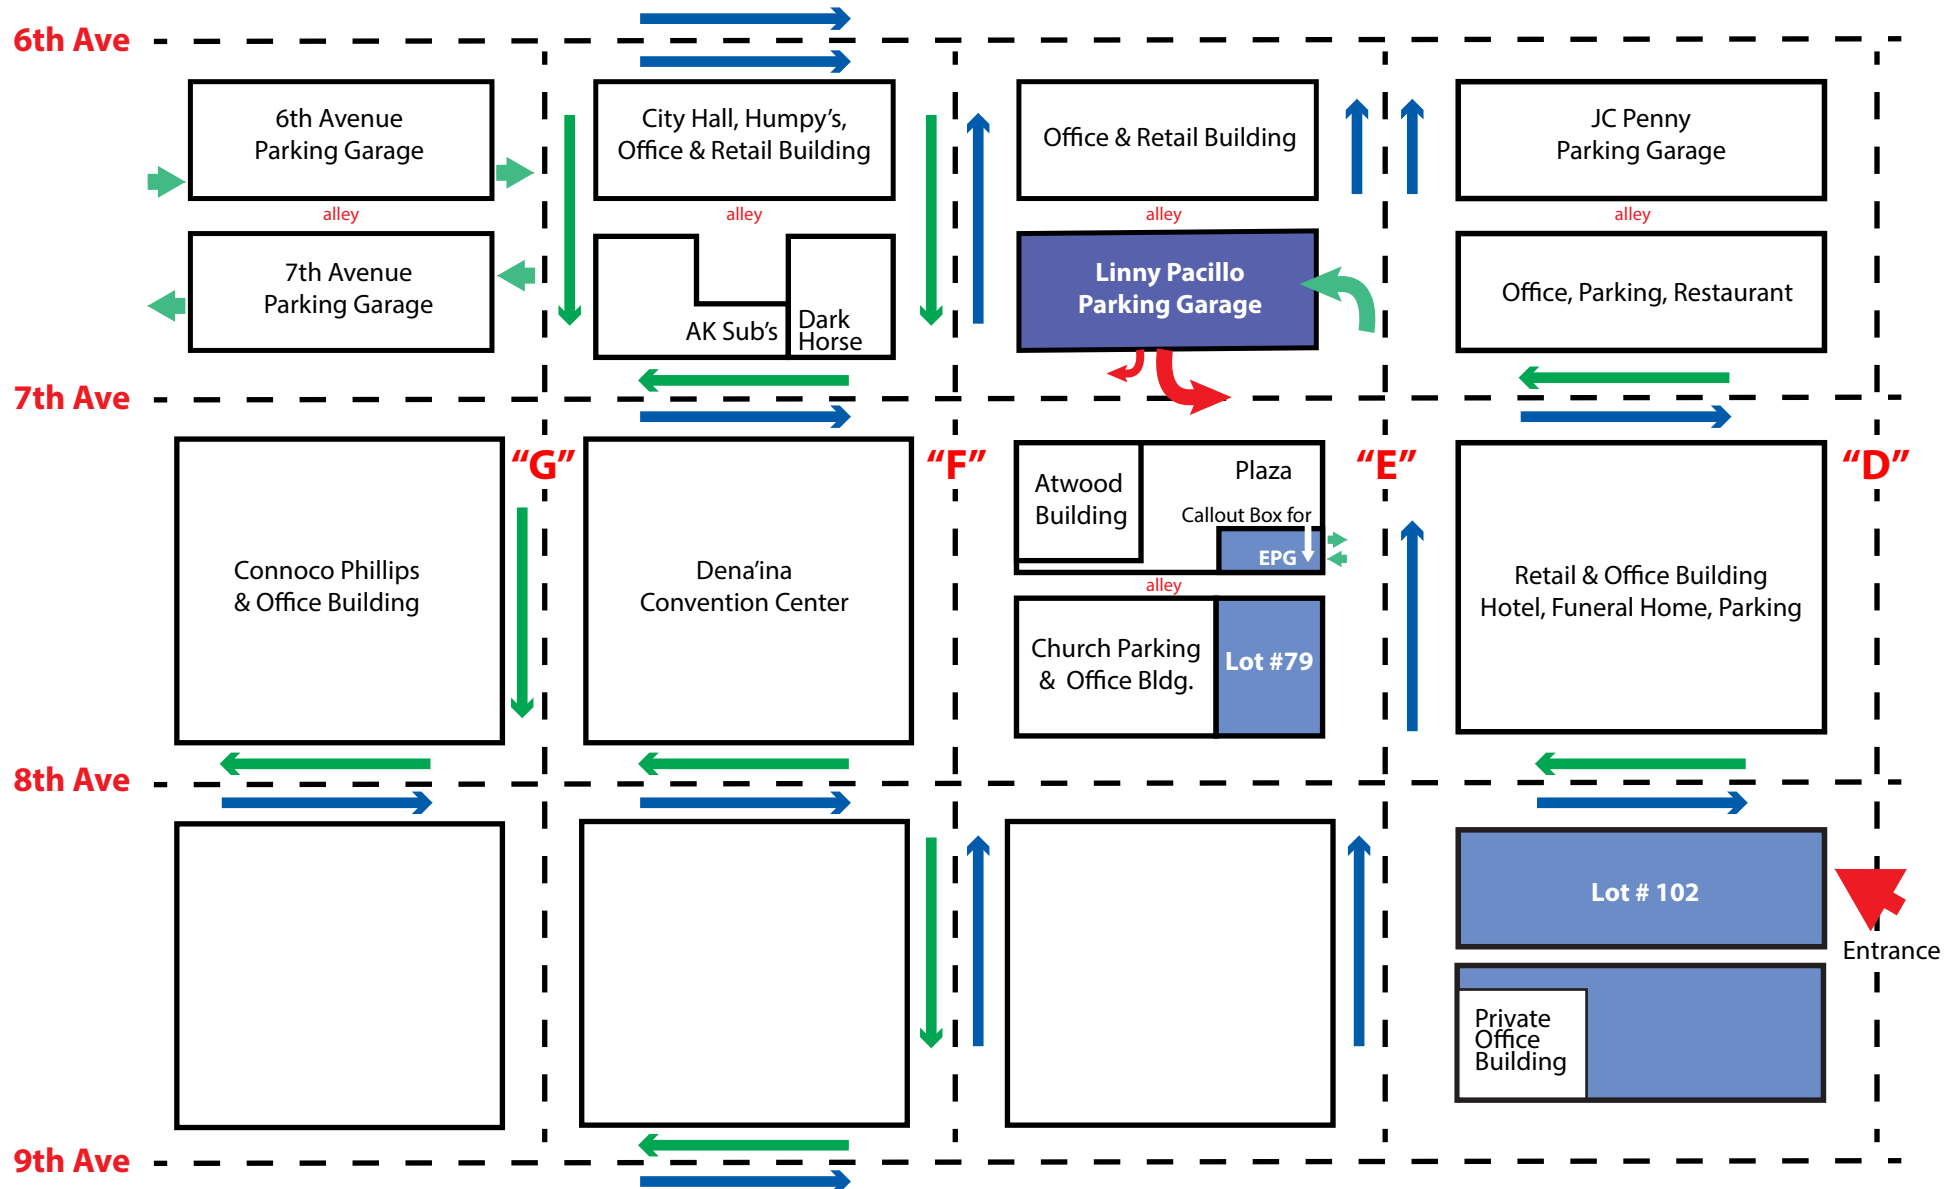 6th Ave
6th Avenue
Parking Garage
City Hall, Humpy's,
Office & Retail Building
Office & Retail Building
JC Penny
Parking Garage
alley
alley
alley
alley
7th Avenue
Parking Garage
AK Sub's
Dark
Horse
Linny Pacillo
Parking Garage
Office, Parking, Restaurant
7th Ave
"G"
"F"
"E"
"D"
Connoco Phillips
& Office Building
Dena'ina
Convention Center
Atwood
Building
Plaza
Callout Box for
EPG
alley
Church Parking
& Office Bldg.
Lot #79
Retail & Office Building
Hotel, Funeral Home, Parking
8th Ave
Lot # 102
Entrance
Private
Office
Building
9th Ave